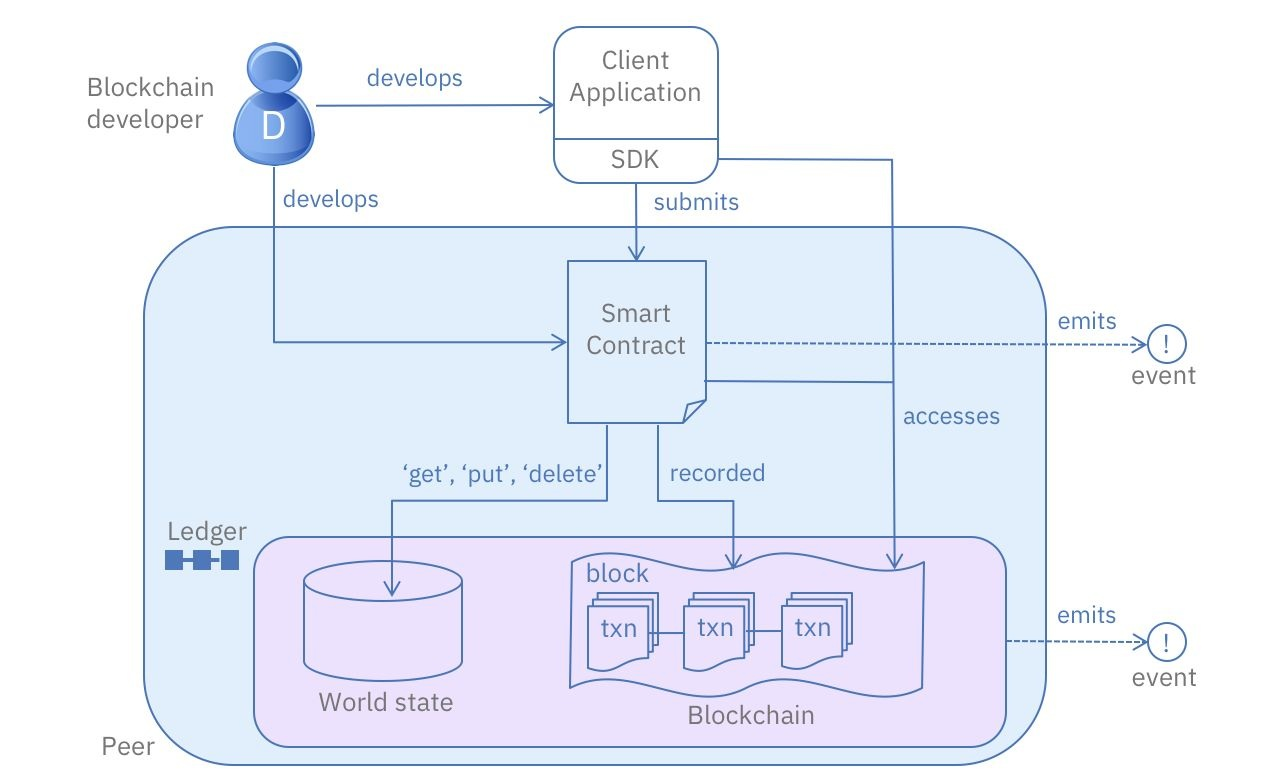 Blockchain
developer
D
develops
Client
Application
SDK
develops
submits
Smart
Contract
emits
!
event
accesses
‘get’, ‘put’, ‘delete’
recorded
Ledger
block
txn
txn
txn
World state
Blockchain
emits
!
event
Peer